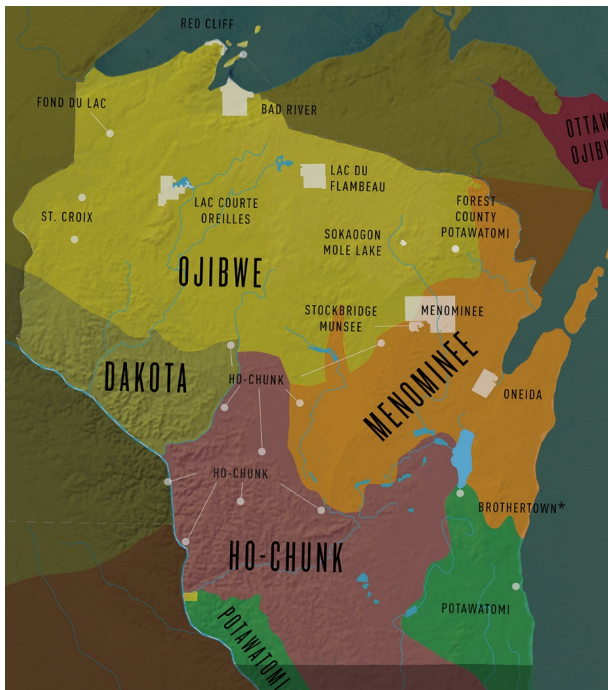 RED CLIFF
FOND DU LAC
BAD RIVER
OTTAW
OJIBW
LAC DU
FLAMBEAU
LAC COURTE
OREILLES
FOREST
COUNTY
POTAWATOMI
ST. CROIX
SOKAOGON
MOLE LAKE
OJIBWE
STOCKBRIDGE
MUNSEE
MENOMINEE
DAKOTA
HO-CHUNK
MENOMINEE
ONEIDA
HO-CHUNK
BROTHERTOWN*
HO-CHUNK
POTAWATOMI
POTAWATOMI